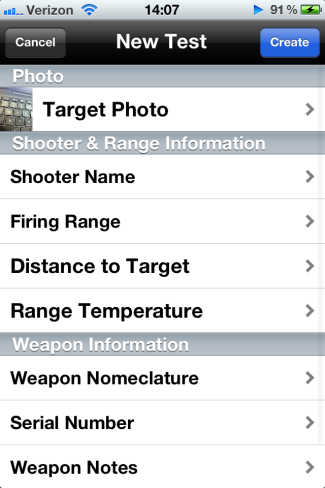 Verizon 14:07 91 %
Cancel New Test Create
Photo
Target Photo
Shooter & Range Information
Shooter Name
Firing Range
Distance to Target
Range Temperature
Weapon Information
Weapon Nomeclature
Serial Number
Weapon Notes